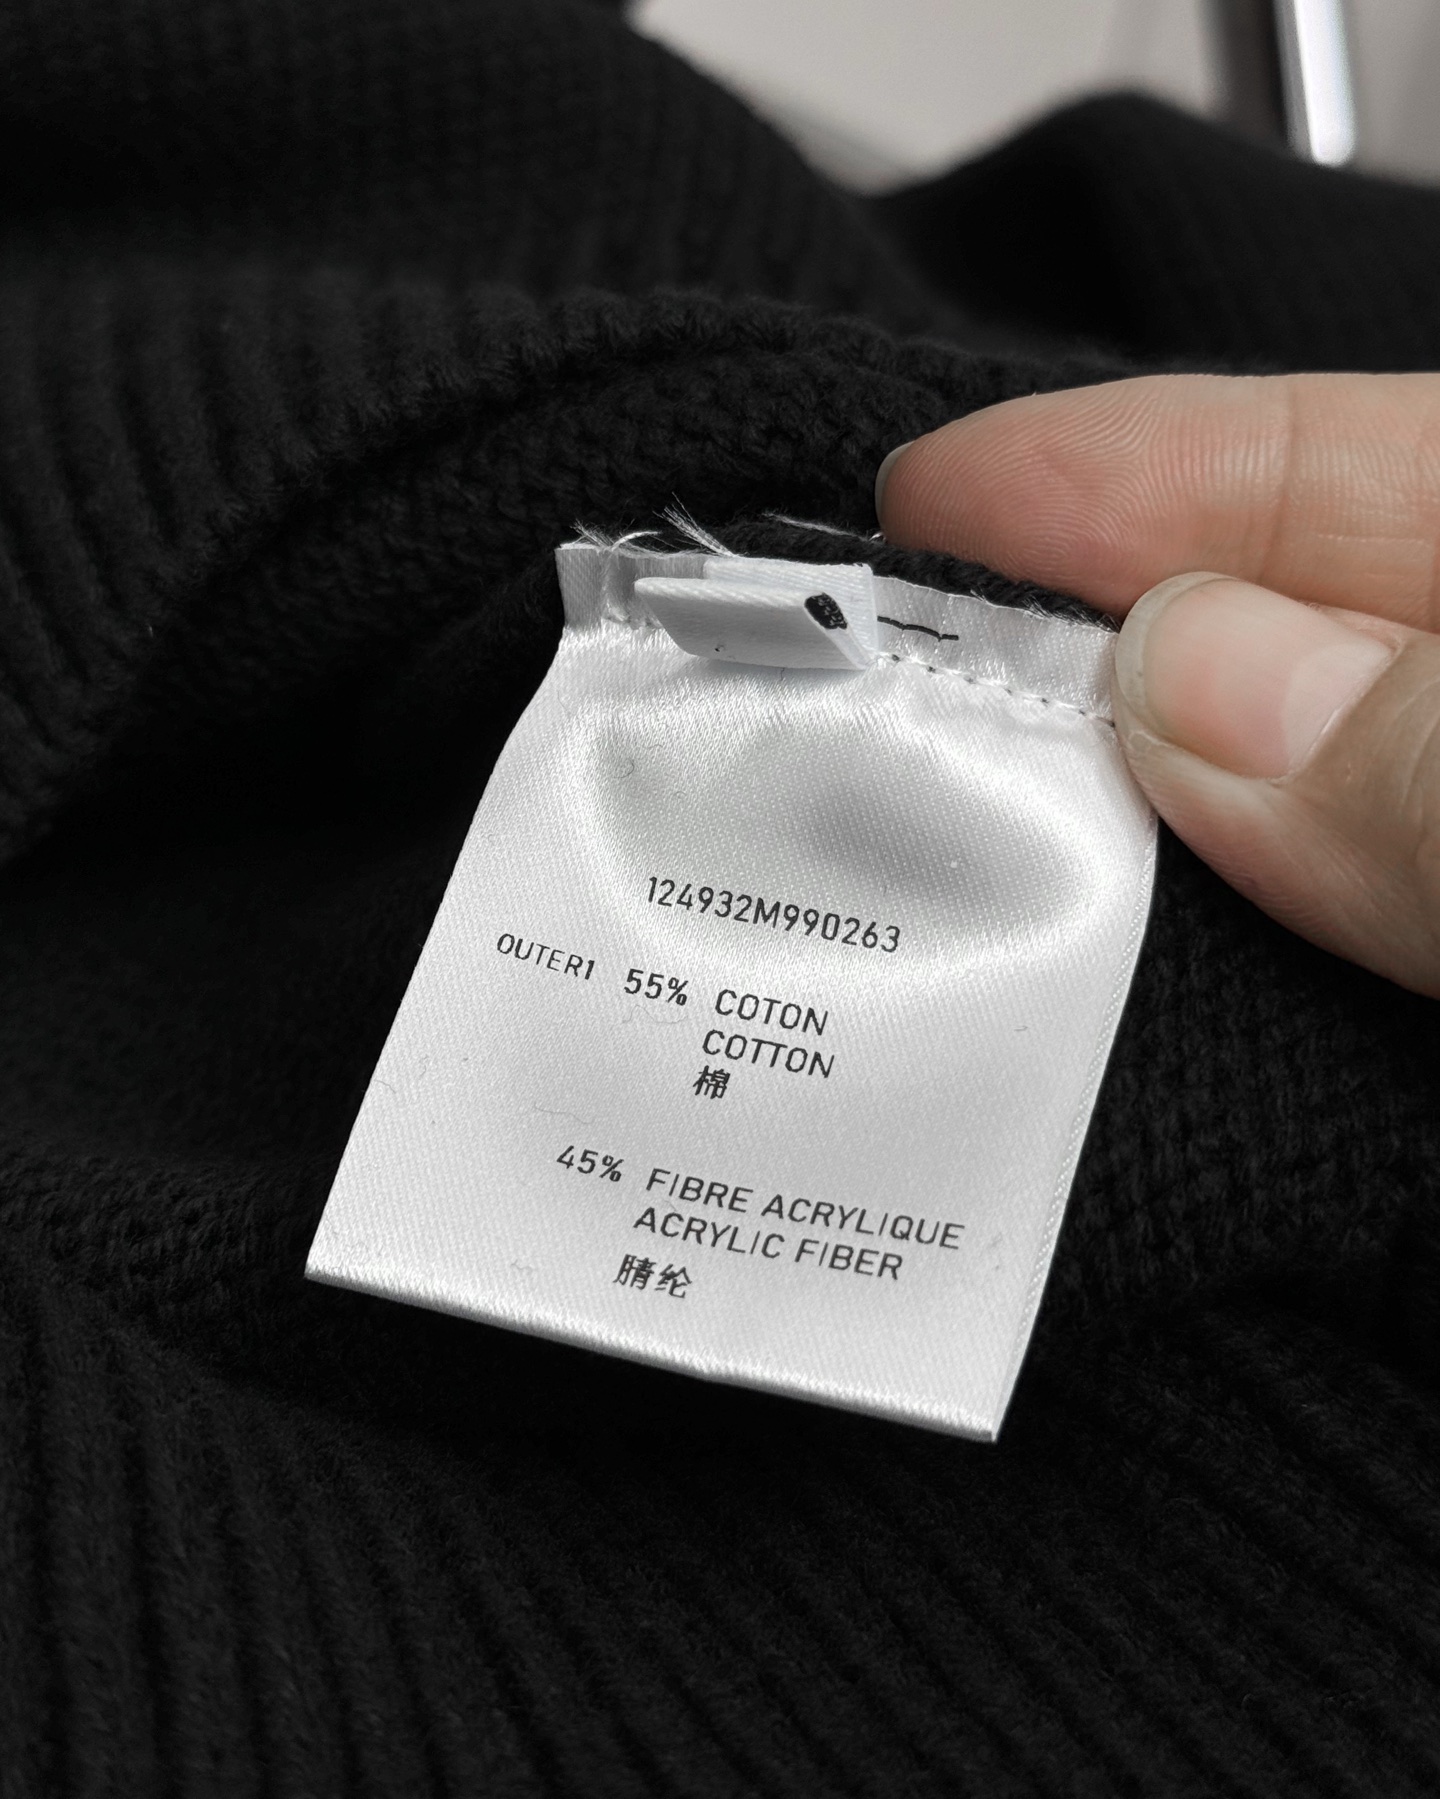 124932M990263
OUTER1 55% COTON
COTTON
棉
45% FIBRE ACRYLIQUE
ACRYLIC FIBER
腈纶